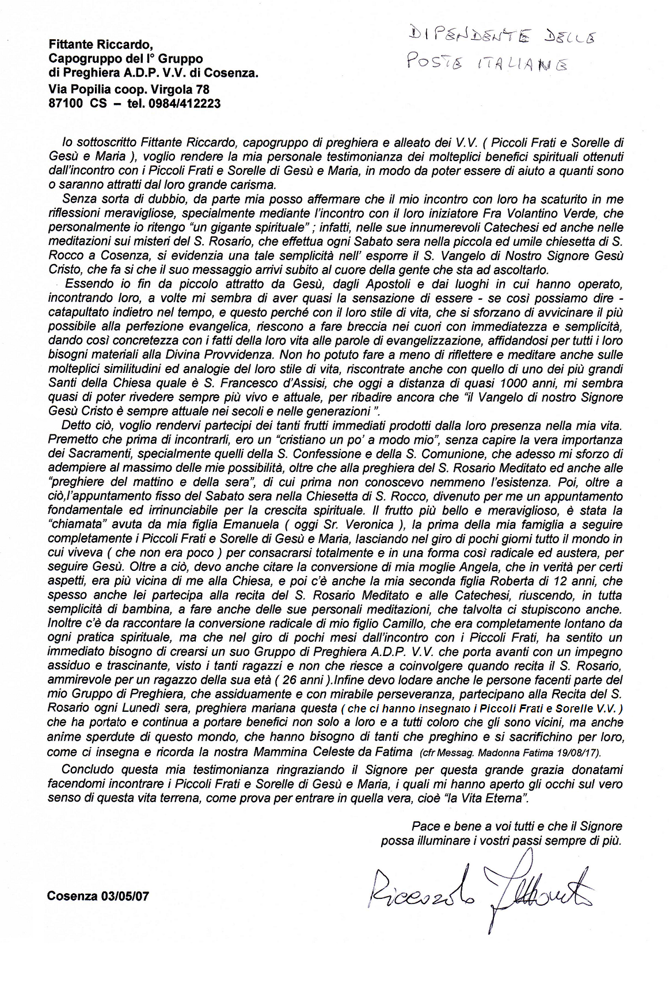 DIPENDENTE DELLE
POSTE ITALIANE
Fittante Riccardo,
Capogruppo del I° Gruppo
di Preghiera A.D.P. V.V. di Cosenza.
Via Popilia coop. Virgola 78
87100 CS – tel. 0984/412223
Io sottoscritto Fittante Riccardo, capogruppo di preghiera e alleato dei V.V. ( Piccoli Frati e Sorelle di
Gesù e Maria ), voglio rendere la mia personale testimonianza dei molteplici benefici spirituali ottenuti
dall'incontro con i Piccoli Frati e Sorelle di Gesù e Maria, in modo da poter essere di aiuto a quanti sono
o saranno attratti dal loro grande carisma.
Senza sorta di dubbio, da parte mia posso affermare che il mio incontro con loro ha scaturito in me
riflessioni meravigliose, specialmente mediante l'incontro con il loro iniziatore Fra Volantino Verde, che
personalmente io ritengo “un gigante spirituale” ; infatti, nelle sue innumerevoli Catechesi ed anche nelle
meditazioni sui misteri del S. Rosario, che effettua ogni Sabato sera nella piccola ed umile chiesetta di S.
Rocco a Cosenza, si evidenzia una tale semplicità nell' esporre il S. Vangelo di Nostro Signore Gesù
Cristo, che fa si che il suo messaggio arrivi subito al cuore della gente che sta ad ascoltarlo.
Essendo io fin da piccolo attratto da Gesù, dagli Apostoli e dai luoghi in cui hanno operato,
incontrando loro, a volte mi sembra di aver quasi la sensazione di essere - se così possiamo dire -
catapultato indietro nel tempo, e questo perché con il loro stile di vita, che si sforzano di avvicinare il più
possibile alla perfezione evangelica, riescono a fare breccia nei cuori con immediatezza e semplicità,
dando così concretezza con i fatti della loro vita alle parole di evangelizzazione, affidandosi per tutti i loro
bisogni materiali alla Divina Provvidenza. Non ho potuto fare a meno di riflettere e meditare anche sulle
molteplici similitudini ed analogie del loro stile di vita, riscontrate anche con quello di uno dei più grandi
Santi della Chiesa quale è S. Francesco d'Assisi, che oggi a distanza di quasi 1000 anni, mi sembra
quasi di poter rivedere sempre più vivo e attuale, per ribadire ancora che “il Vangelo di nostro Signore
Gesù Cristo è sempre attuale nei secoli e nelle generazioni ”.
Detto ciò, voglio rendervi partecipi dei tanti frutti immediati prodotti dalla loro presenza nella mia vita.
Premetto che prima di incontrarli, ero un “cristiano un po' a modo mio”, senza capire la vera importanza
dei Sacramenti, specialmente quelli della S. Confessione e della S. Comunione, che adesso mi sforzo di
adempiere al massimo delle mie possibilità, oltre che alla preghiera del S. Rosario Meditato ed anche alle
“preghiere del mattino e della sera”, di cui prima non conoscevo nemmeno l'esistenza. Poi, oltre a
ciò,l'appuntamento fisso del Sabato sera nella Chiesetta di S. Rocco, divenuto per me un appuntamento
fondamentale ed irrinunciabile per la crescita spirituale. Il frutto più bello e meraviglioso, è stata la
“chiamata” avuta da mia figlia Emanuela ( oggi Sr. Veronica ), la prima della mia famiglia a seguire
completamente i Piccoli Frati e Sorelle di Gesù e Maria, lasciando nel giro di pochi giorni tutto il mondo in
cui viveva ( che non era poco ) per consacrarsi totalmente e in una forma così radicale ed austera, per
seguire Gesù. Oltre a ciò, devo anche citare la conversione di mia moglie Angela, che in verità per certi
aspetti, era più vicina di me alla Chiesa, e poi c'è anche la mia seconda figlia Roberta di 12 anni, che
spesso anche lei partecipa alla recita del S. Rosario Meditato e alle Catechesi, riuscendo, in tutta
semplicità di bambina, a fare anche delle sue personali meditazioni, che talvolta ci stupiscono anche.
Inoltre c'è da raccontare la conversione radicale di mio figlio Camillo, che era completamente lontano da
ogni pratica spirituale, ma che nel giro di pochi mesi dall'incontro con i Piccoli Frati, ha sentito un
immediato bisogno di crearsi un suo Gruppo di Preghiera A.D.P. V.V. che porta avanti con un impegno
assiduo e trascinante, visto i tanti ragazzi e non che riesce a coinvolgere quando recita il S. Rosario,
ammirevole per un ragazzo della sua età ( 26 anni ).Infine devo lodare anche le persone facenti parte del
mio Gruppo di Preghiera, che assiduamente e con mirabile perseveranza, partecipano alla Recita del S.
Rosario ogni Lunedì sera, preghiera mariana questa ( che ci hanno insegnato i Piccoli Frati e Sorelle V.V. )
che ha portato e continua a portare benefici non solo a loro e a tutti coloro che gli sono vicini, ma anche
anime sperdute di questo mondo, che hanno bisogno di tanti che preghino e si sacrifichino per loro,
come ci insegna e ricorda la nostra Mammina Celeste da Fatima (cfr Messag. Madonna Fatima 19/08/17).
Concludo questa mia testimonianza ringraziando il Signore per questa grande grazia donatami
facendomi incontrare i Piccoli Frati e Sorelle di Gesù e Maria, i quali mi hanno aperto gli occhi sul vero
senso di questa vita terrena, come prova per entrare in quella vera, cioè “la Vita Eterna”.
Pace e bene a voi tutti e che il Signore
possa illuminare i vostri passi sempre di più.
Riccardo Fittante
Cosenza 03/05/07